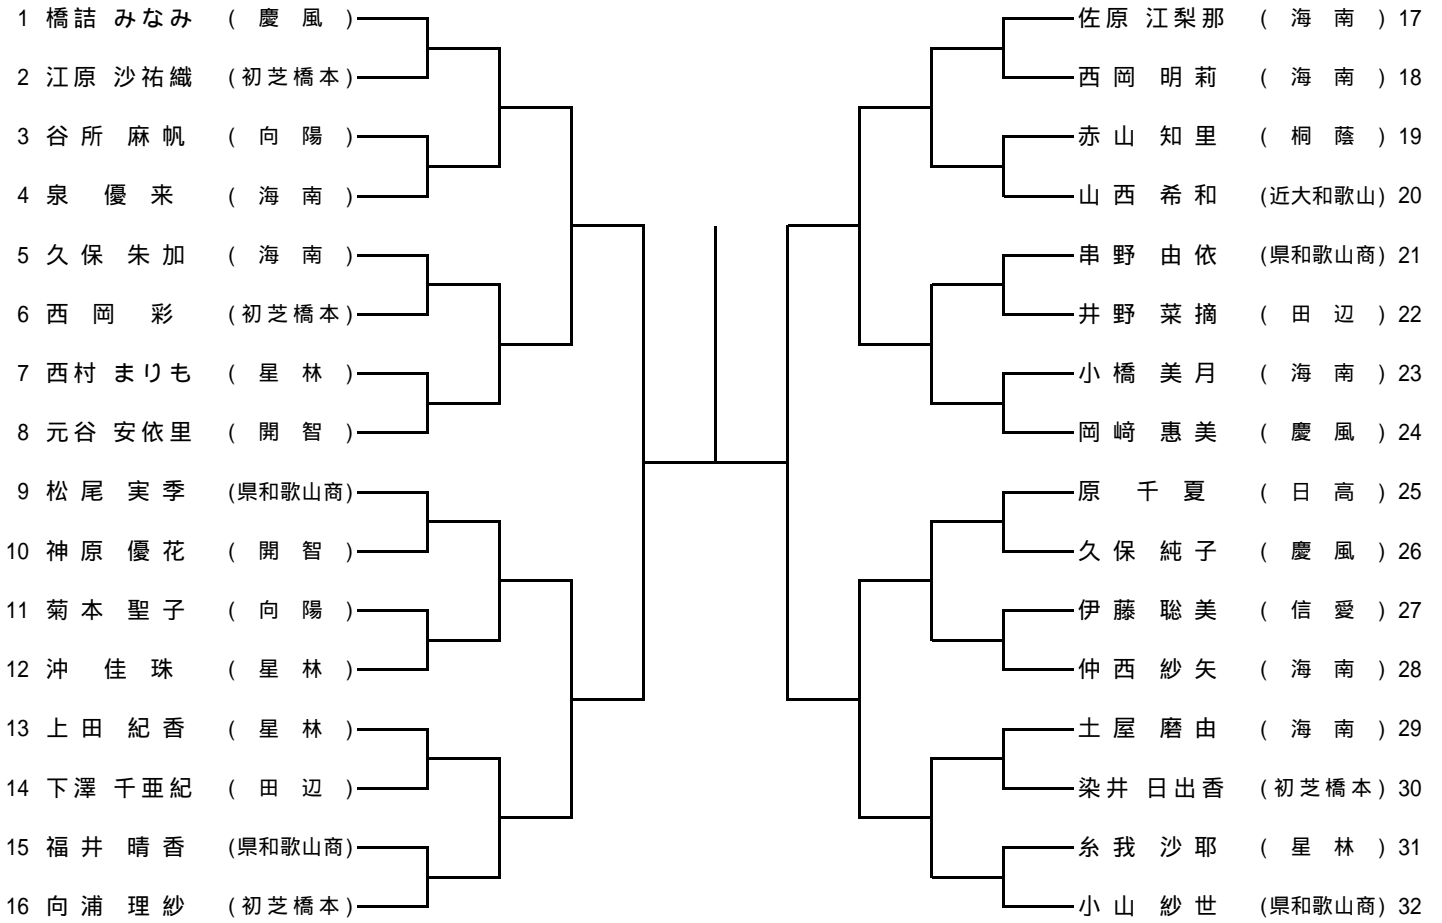 1 橋詰 みなみ ( 慶 風 )
2 江原 沙祐織 (初芝橋本)
3 谷所 麻帆 ( 向 陽 )
4 泉 優来 ( 海 南 )
5 久保 朱加 ( 海 南 )
6 西岡 彩 (初芝橋本)
7 西村 まりも ( 星 林 )
8 元谷 安依里 ( 開 智 )
9 松尾 実季 (県和歌山商)
10 神原 優花 ( 開 智 )
11 菊本 聖子 ( 向 陽 )
12 沖 佳珠 ( 星 林 )
13 上田 紀香 ( 星 林 )
14 下澤 千亜紀 ( 田 辺 )
15 福井 晴香 (県和歌山商)
16 向浦 理紗 (初芝橋本)
佐原 江梨那 ( 海 南 ) 17
西岡 明莉 ( 海 南 ) 18
赤山 知里 ( 桐 蔭 ) 19
山西 希和 (近大和歌山) 20
串野 由依 (県和歌山商) 21
井野 菜摘 ( 田 辺 ) 22
小橋 美月 ( 海 南 ) 23
岡﨑 惠美 ( 慶 風 ) 24
原 千夏 ( 日 高 ) 25
久保 純子 ( 慶 風 ) 26
伊藤 聡美 ( 信 愛 ) 27
仲西 紗矢 ( 海 南 ) 28
土屋 磨由 ( 海 南 ) 29
染井 日出香 (初芝橋本) 30
糸我 沙耶 ( 星 林 ) 31
小山 紗世 (県和歌山商) 32